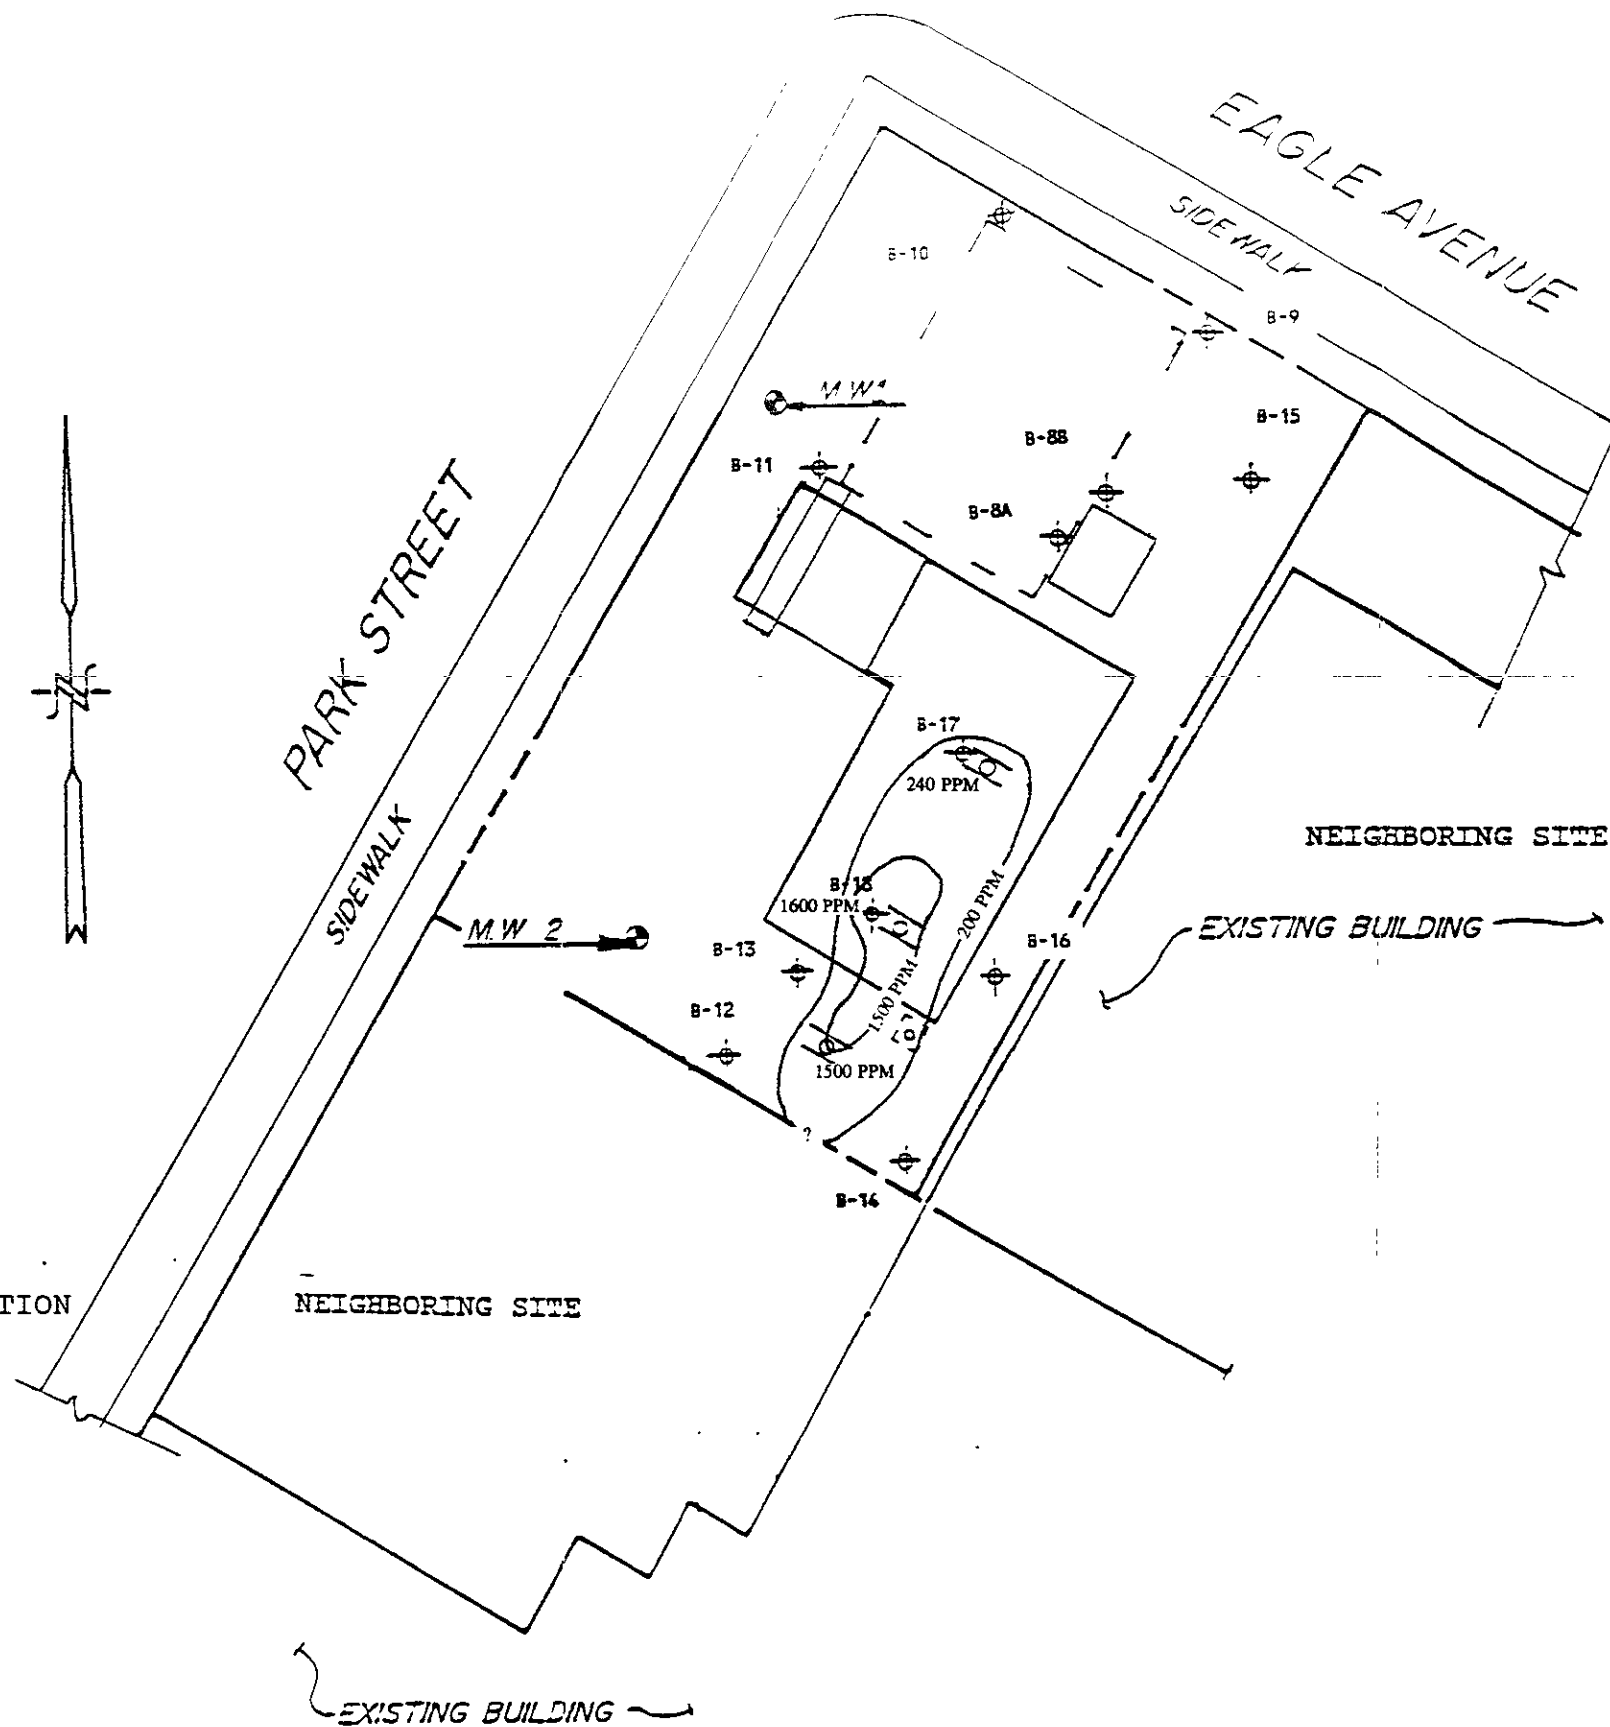 EAGLE AVENUE
SIDEWALK
B-10
B-9
M.W1
B-15
B-8B
B-11
B-8A
PARK STREET
N
B-17
240 PPM
NEIGHBORING SITE
SIDEWALK
B-18
1600 PPM
200 PPM
EXISTING BUILDING
M.W 2
B-13
B-16
1500 PPM
B-12
1500 PPM
?
B-14
TION
NEIGHBORING SITE
EXISTING BUILDING